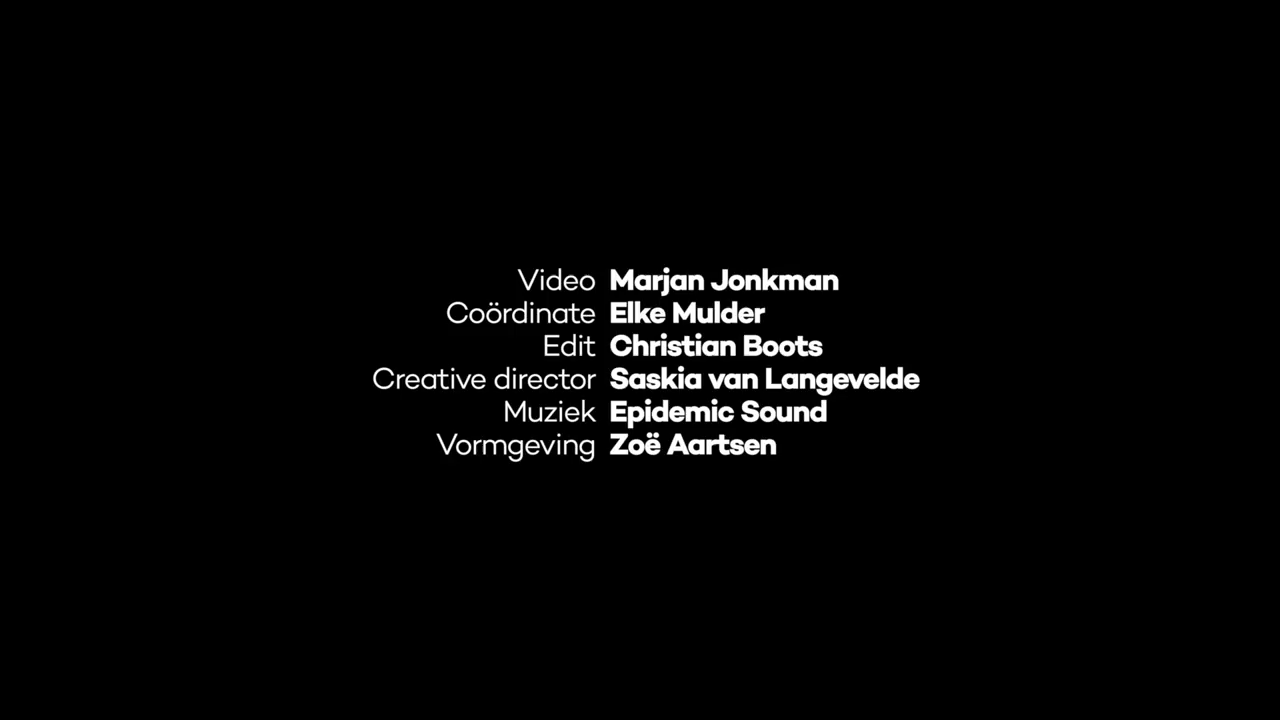 Video Marjan Jonkman
Coördinate Elke Mulder
Edit Christian Boots
Creative director Saskia van Langevelde
Muziek Epidemic Sound
Vormgeving Zoë Aartsen